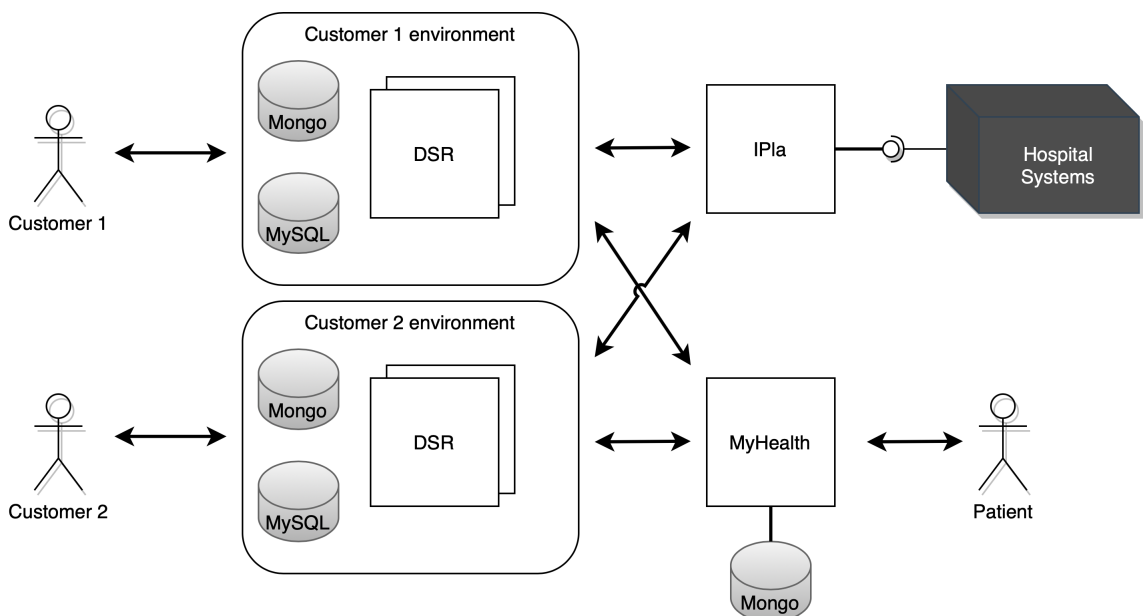 Customer 1 environment
Mongo
DSR
MySQL
Customer 1
IPla
Hospital
Systems
Customer 2 environment
Mongo
DSR
MySQL
Customer 2
MyHealth
Mongo
Patient